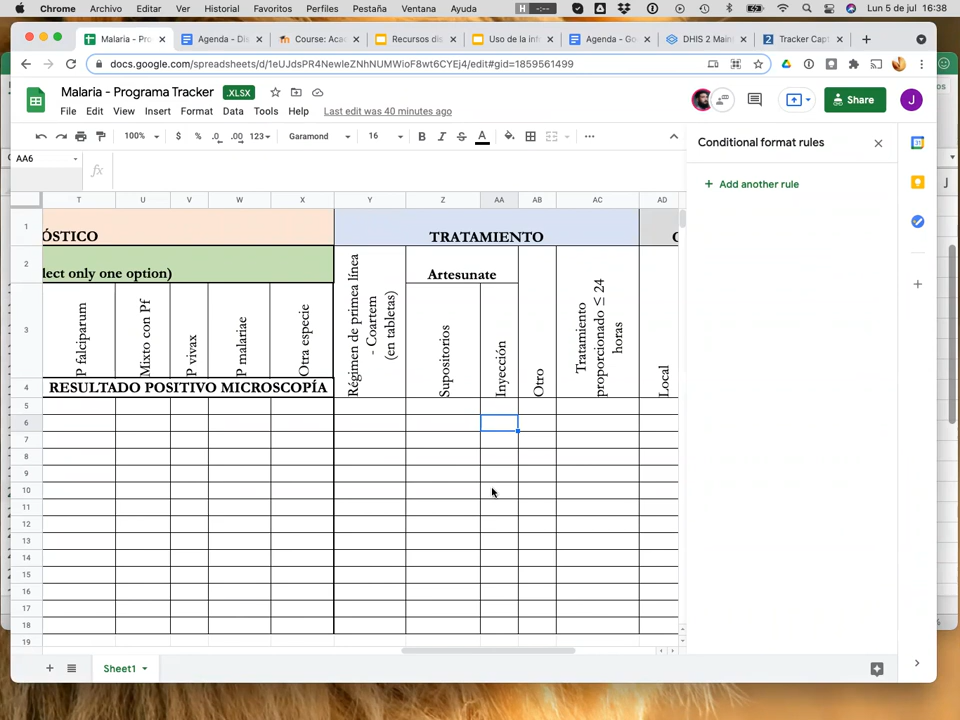 Chrome Archivo Editar Ver Historial Favoritos Perfiles Pestaña Ventana Ayuda
Lun 5 de jul 16:38
Malaria - Pro
Agenda - Di
Course: Aca
Recursos di
Uso de la inf
Agenda - Go
DHIS 2 Main
Tracker Capt
docs.google.com/spreadsheets/d/1eUJdsPR4NewleZNhNUMWioF8wt6CYEj4/edit#gid=1859561499
Malaria - Programa Tracker .XLSX
Share
J
File Edit View Insert Format Data Tools Help Last edit was 40 minutes ago
100% $ % .0 .00 123 Garamond 16 B I S A
AA6
fx
Conditional format rules
+ Add another rule
T U V W X Y Z AA AB AC AD
1
ÓSTICO
TRATAMIENTO
2
lect only one option)
Artesunate
3
P falciparum
Mixto con Pf
P vivax
P malariae
Otra especie
Régimen de primea linea
- Coartem
(en tabletas)
Supositorios
Inyección
Otro
Tratamiento
proporcionado ≤ 24
horas
Local
4
RESULTADO POSITIVO MICROSCOPÍA
5
6
7
8
9
10
11
12
13
14
15
16
17
18
19
Sheet1